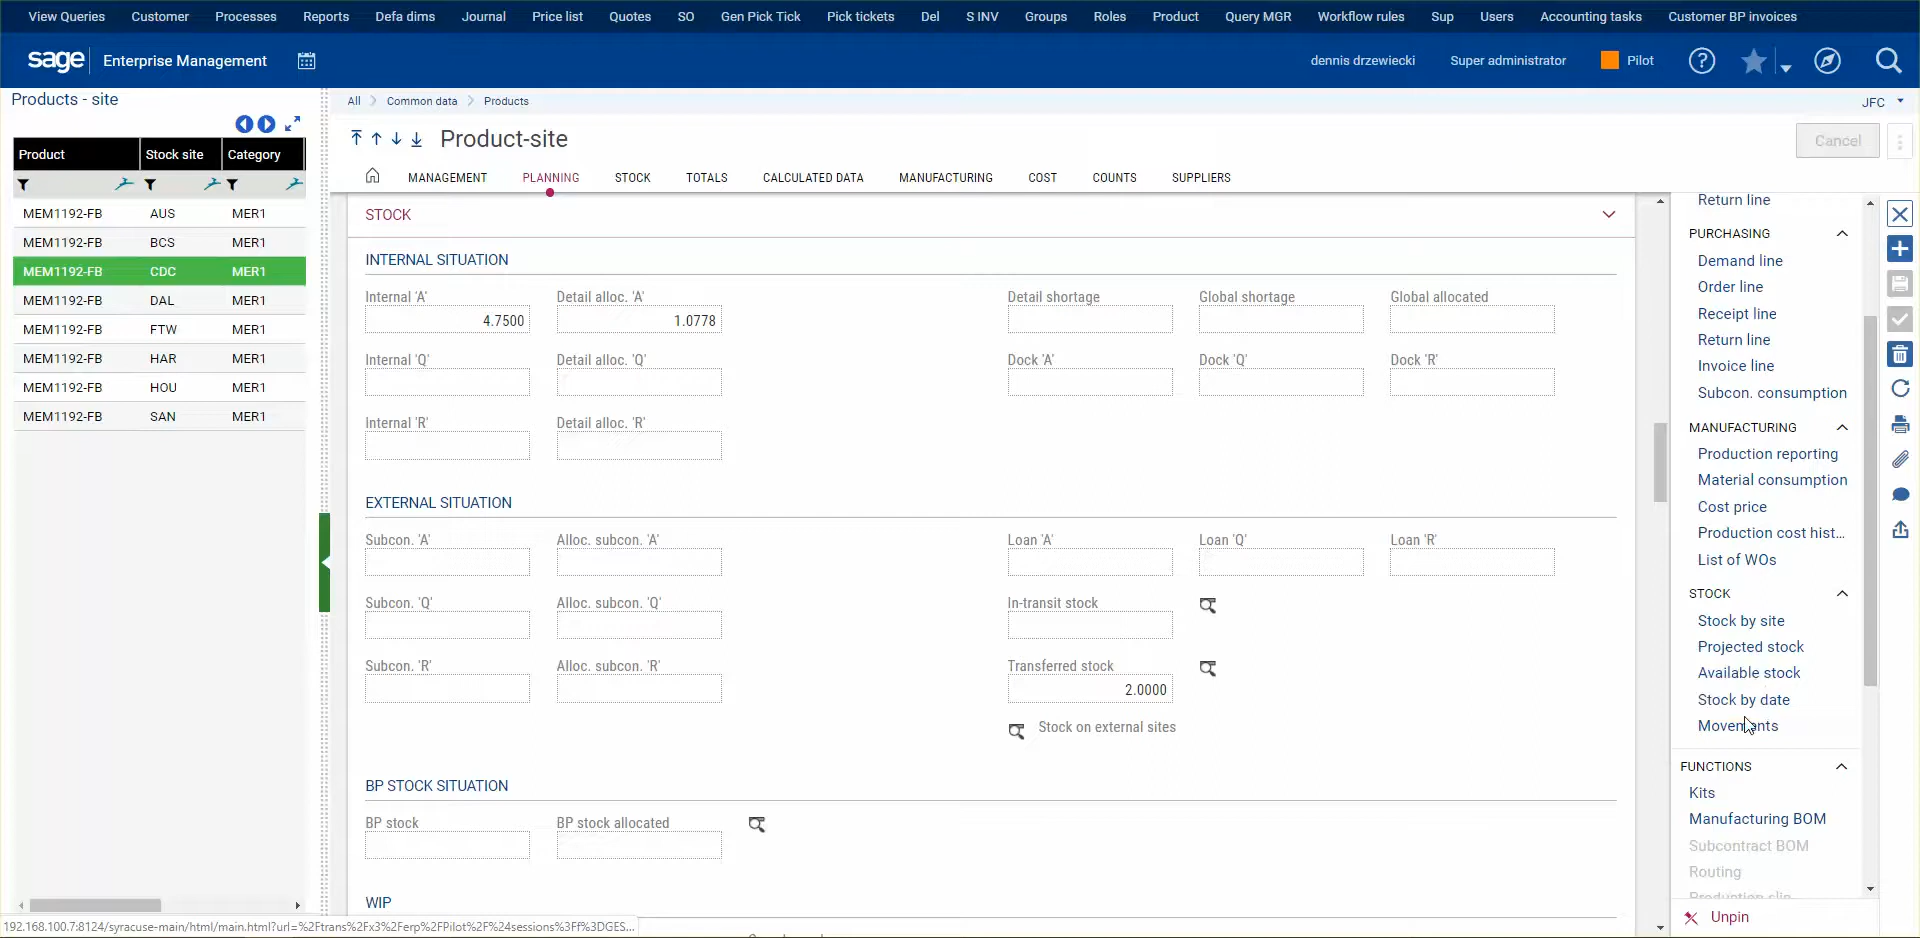 View Queries Customer Processes Reports Defa dims Journal Price list Quotes SO Gen Pick Tick Pick tickets Del S INV Groups Roles Product Query MGR Workflow rules Sup Users Accounting tasks Customer BP invoices
sage Enterprise Management dennis drzewiecki Super administrator Pilot
Products - site
Product Stock site Category
MEM1192-FB AUS MER1
MEM1192-FB BCS MER1
MEM1192-FB CDC MER1
MEM1192-FB DAL MER1
MEM1192-FB FTW MER1
MEM1192-FB HAR MER1
MEM1192-FB HOU MER1
MEM1192-FB SAN MER1
All Common data Products JFC
Product-site
Cancel
MANAGEMENT PLANNING STOCK TOTALS CALCULATED DATA MANUFACTURING COST COUNTS SUPPLIERS
STOCK
INTERNAL SITUATION
Internal 'A' Detail alloc. 'A' Detail shortage Global shortage Global allocated
4.7500 1.0778
Internal 'Q' Detail alloc. 'Q' Dock 'A' Dock 'Q' Dock 'R'
Internal 'R' Detail alloc. 'R'
EXTERNAL SITUATION
Subcon. 'A' Alloc. subcon. 'A' Loan 'A' Loan 'Q' Loan 'R'
Subcon. 'Q' Alloc. subcon. 'Q' In-transit stock
Subcon. 'R' Alloc. subcon. 'R' Transferred stock
2.0000
Stock on external sites
BP STOCK SITUATION
BP stock BP stock allocated
WIP
Return line
PURCHASING
Demand line
Order line
Receipt line
Return line
Invoice line
Subcon. consumption
MANUFACTURING
Production reporting
Material consumption
Cost price
Production cost hist...
List of WOs
STOCK
Stock by site
Projected stock
Available stock
Stock by date
Movements
FUNCTIONS
Kits
Manufacturing BOM
Subcontract BOM
Routing
Production slip
Unpin
192.168.100.7:8124/syracuse-main/html/main.html?url=%2Ftrans%2Fx3%2Ferp%2FPilot%2F%24sessions%3Ff%3DGES...